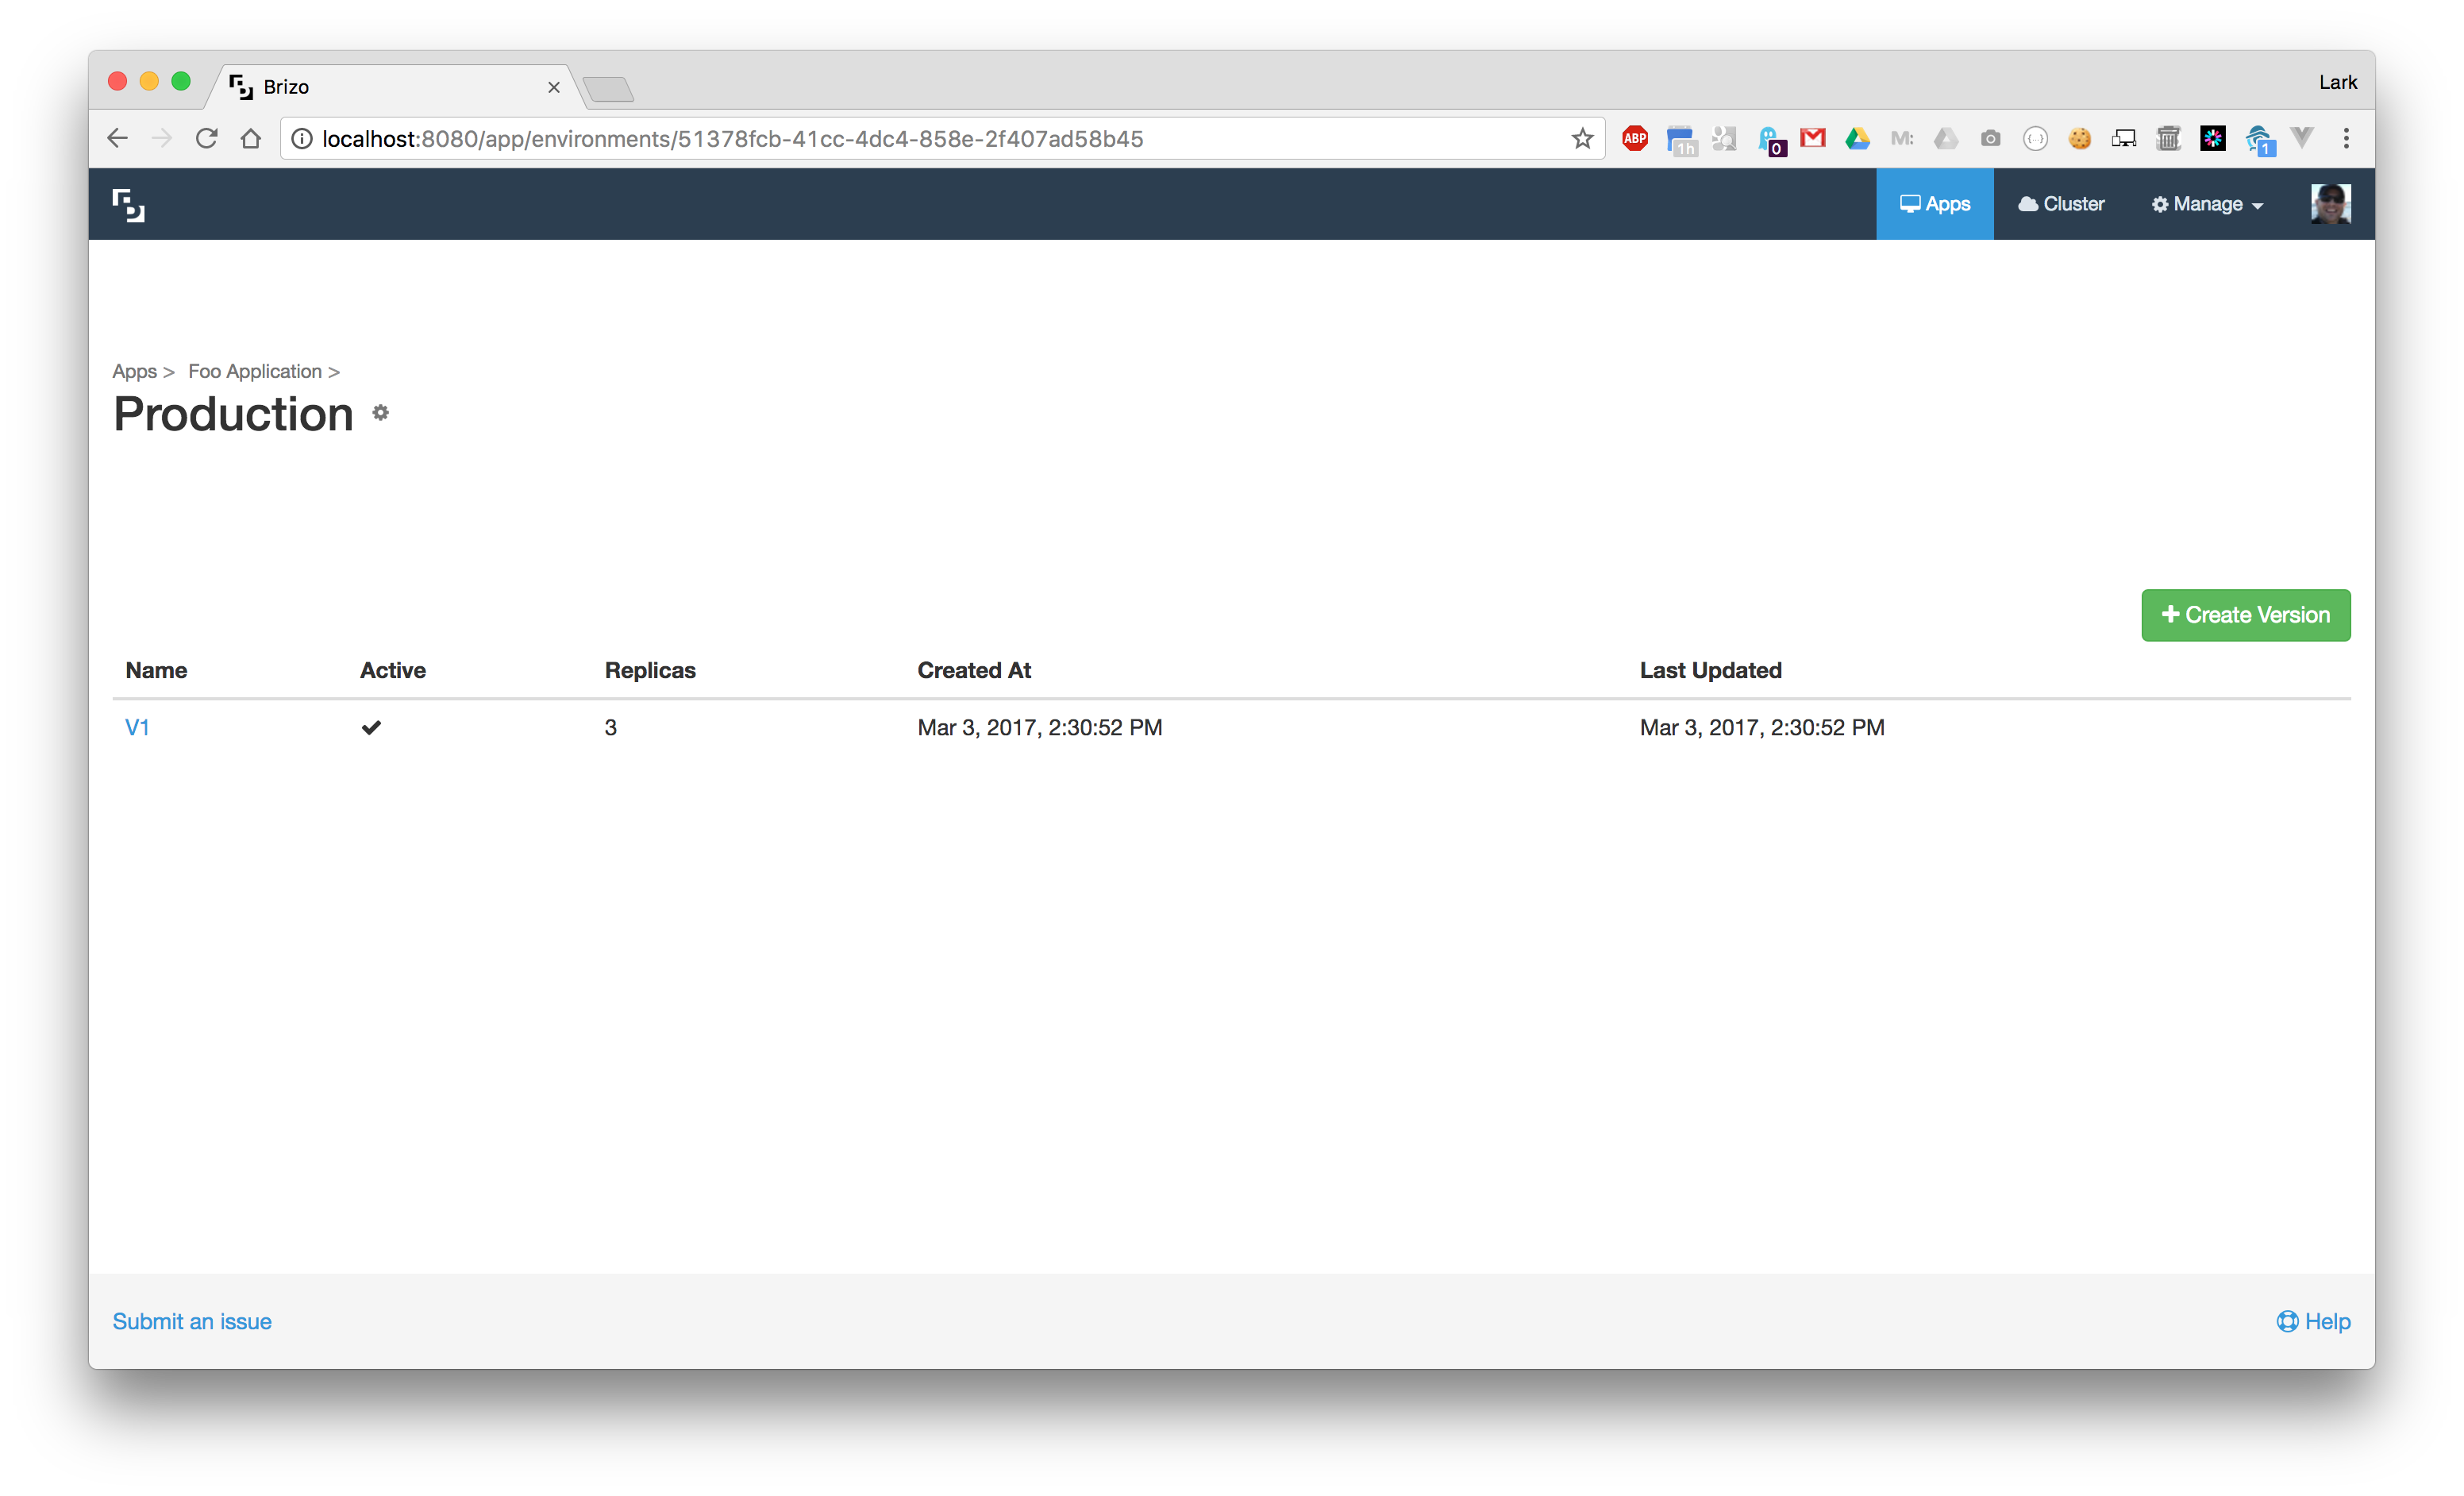 Brizo
Lark
localhost:8080/app/environments/51378fcb-41cc-4dc4-858e-2f407ad58b45
ABP 1h 0 M: {...} 1
Apps Cluster Manage
Apps > Foo Application >
Production
Create Version
Name Active Replicas Created At Last Updated
V1 3 Mar 3, 2017, 2:30:52 PM Mar 3, 2017, 2:30:52 PM
Submit an issue Help